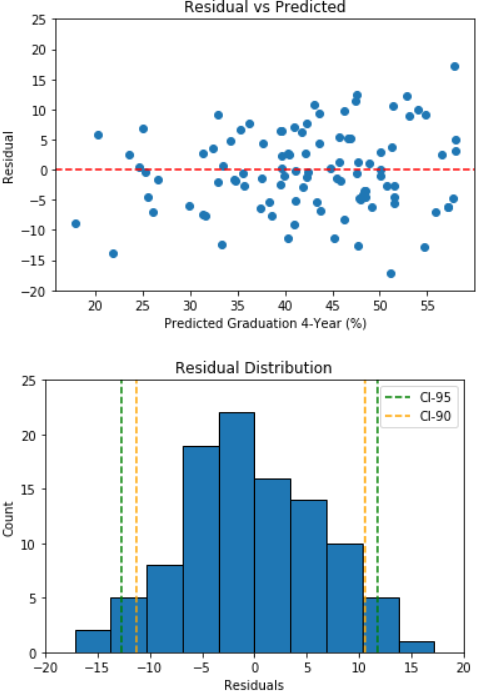 Residual vs Predicted
25
20
15
10
5
0
−5
−10
−15
−20
Residual
20 25 30 35 40 45 50 55
Predicted Graduation 4-Year (%)
Residual Distribution
25
20
15
10
5
0
Count
CI-95
CI-90
−20 −15 −10 −5 0 5 10 15 20
Residuals